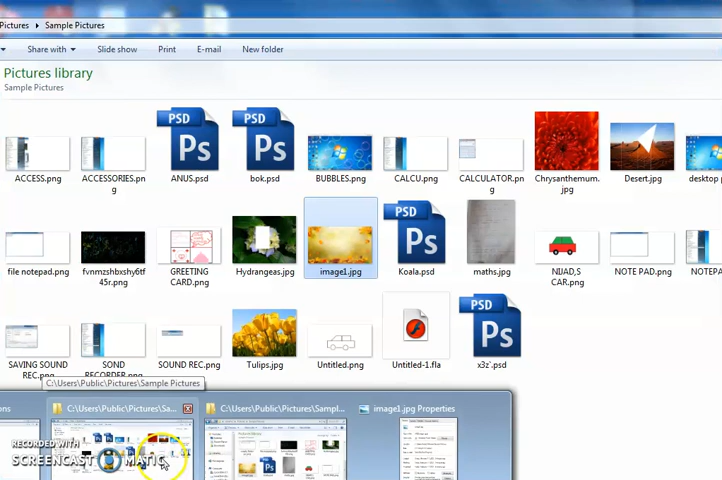 Pictures ▸ Sample Pictures
Share with Slide show Print E-mail New folder
Pictures library
Sample Pictures
PSD PSD
Ps Ps
ACCESS.png ACCESSORIES.pn
g ANUS.psd bok.psd BUBBLES.png CALCU.png CALCULATOR.pn
g Chrysanthemum.
jpg Desert.jpg desktop
PSD
Ps
file notepad.png fvnmzshbxshy6tf
45r.png GREETING
CARD.png Hydrangeas.jpg image1.jpg Koala.psd maths.jpg NIJAD,S
CAR.png NOTE PAD.png NOTEPA
PSD
Ps
SAVING SOUND
REC.png SOND
RECORDER.png SOUND REC.png Tulips.jpg Untitled.png Untitled-1.fla x3z'.psd
C:\Users\Public\Pictures\Sample Pictures
ons C:\Users\Public\Pictures\Sa... C:\Users\Public\Pictures\Sampl... image1.jpg Properties
RECORDED WITH
SCREENCAST MATIC